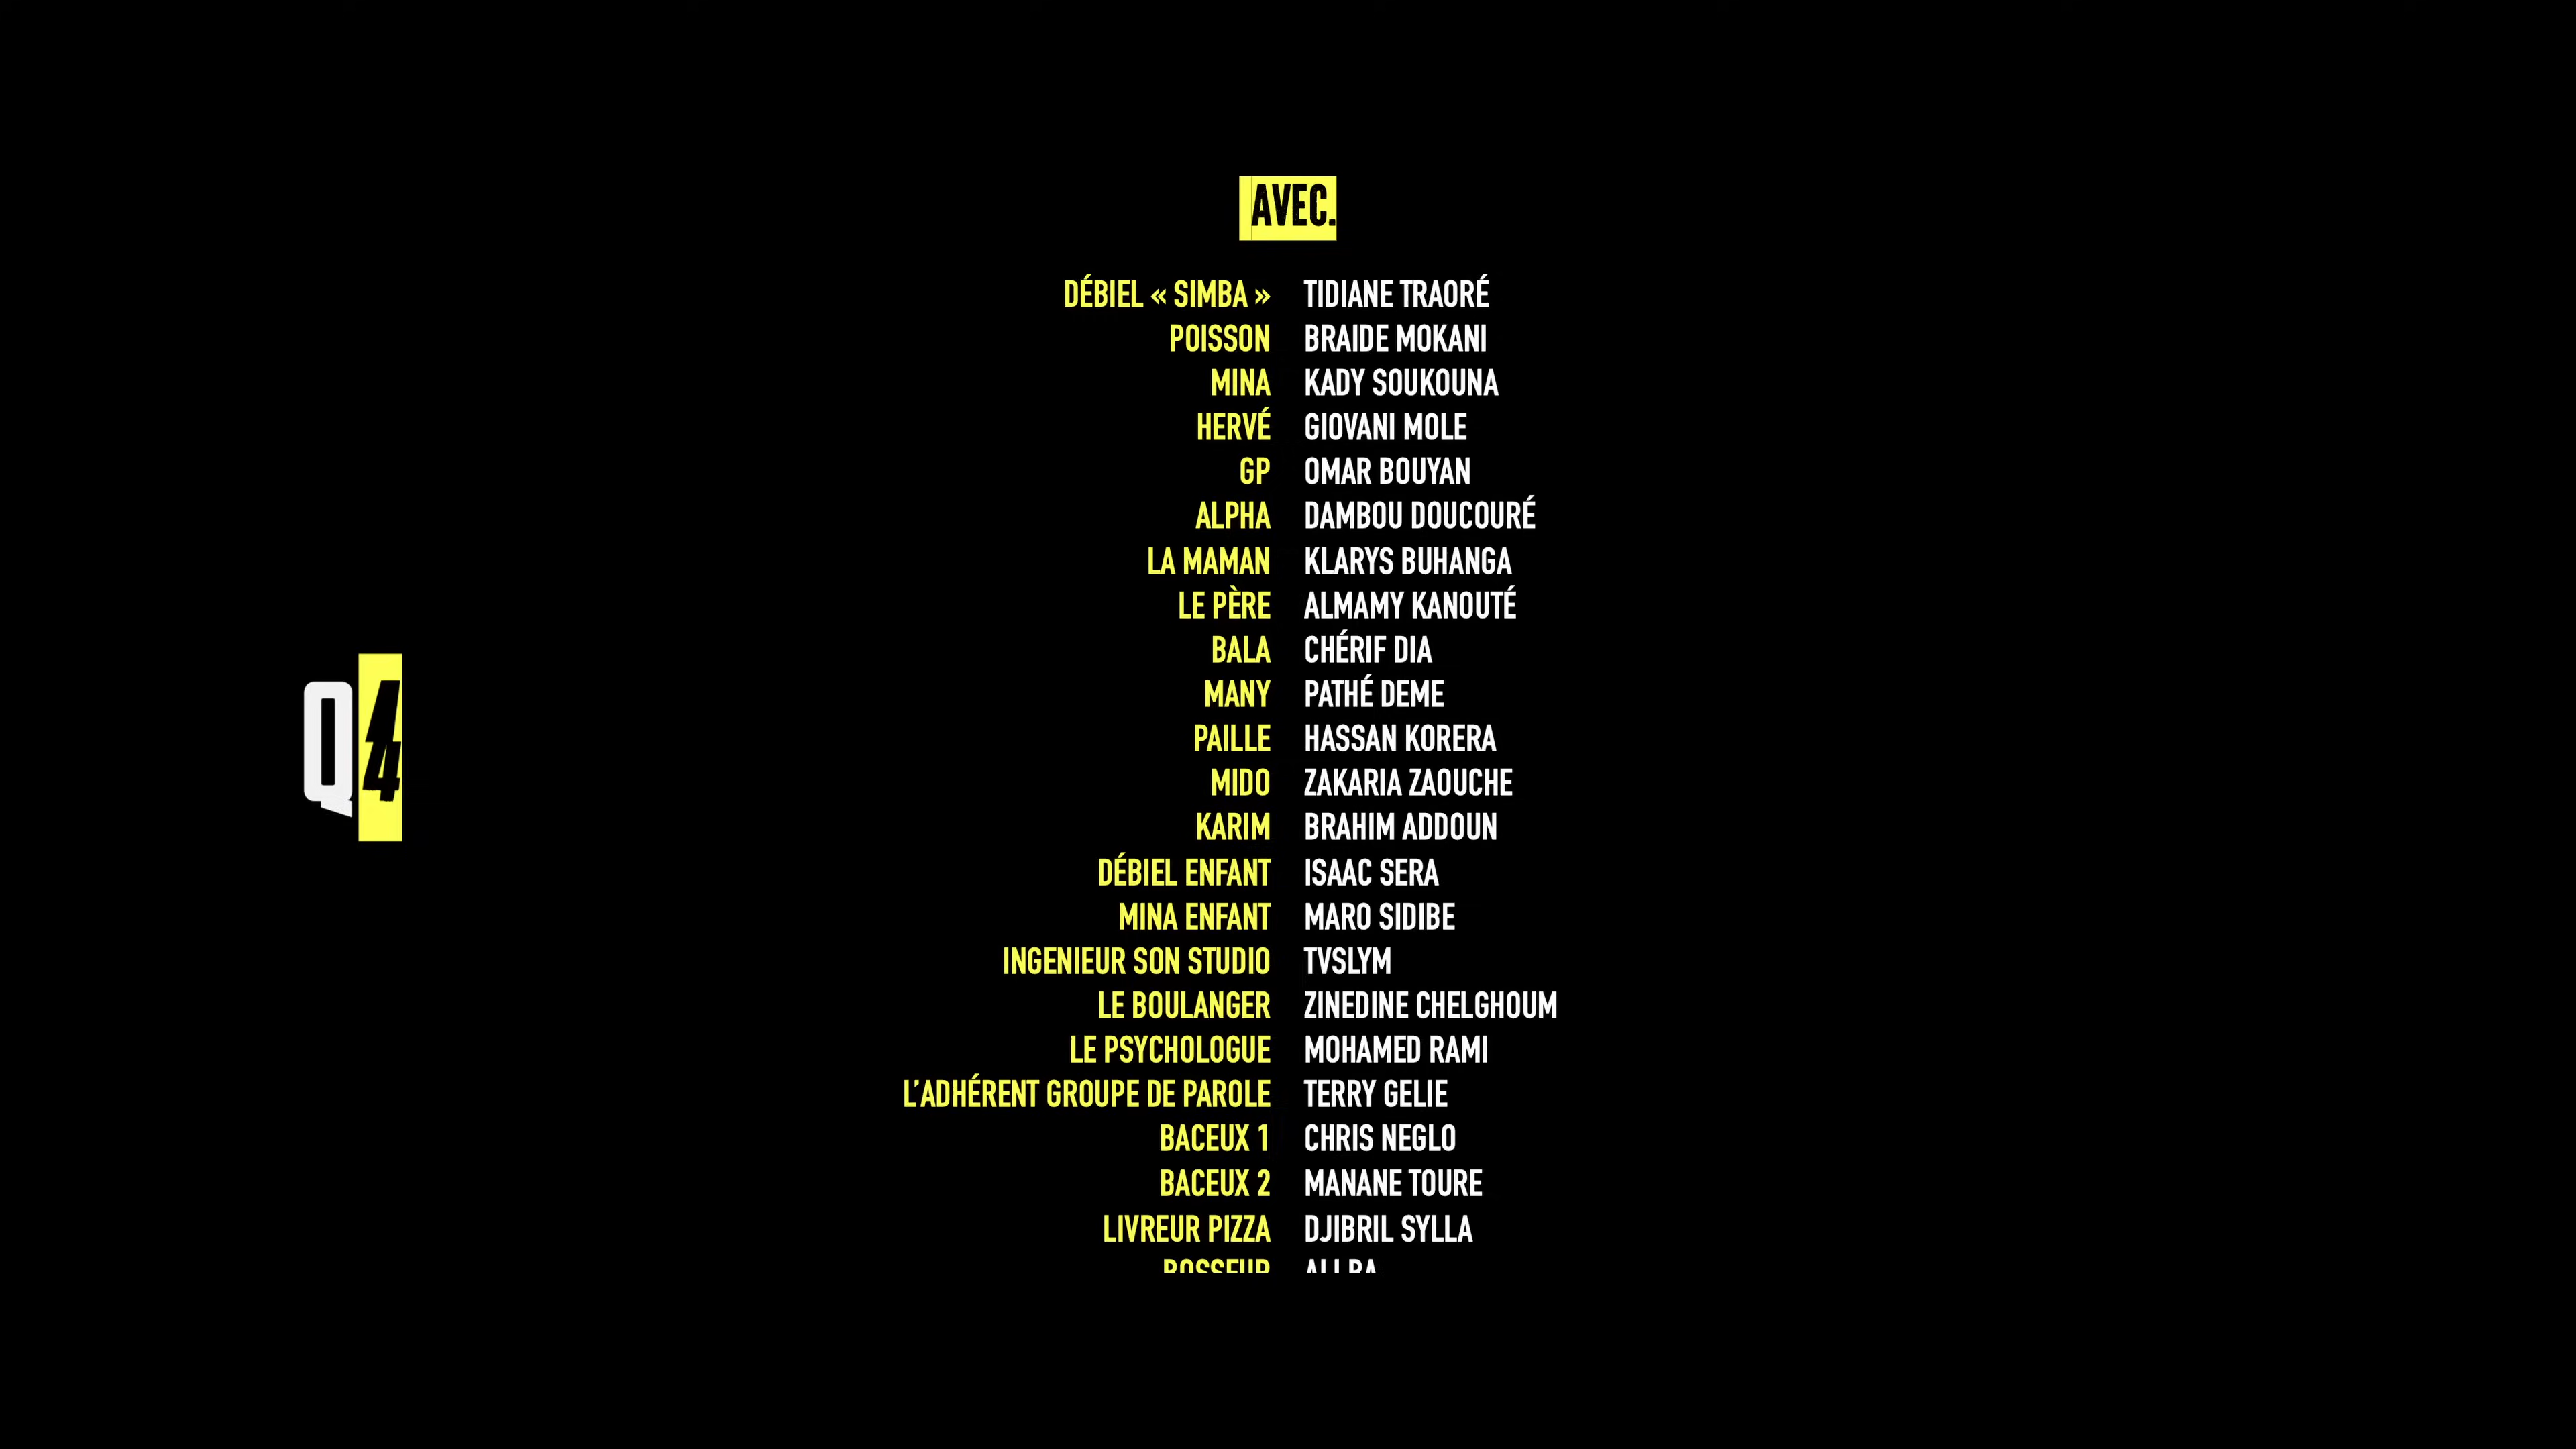 AVEC.
DÉBIEL « SIMBA » TIDIANE TRAORÉ
POISSON BRAIDE MOKANI
MINA KADY SOUKOUNA
HERVÉ GIOVANI MOLE
GP OMAR BOUYAN
ALPHA DAMBOU DOUCOURÉ
LA MAMAN KLARYS BUHANGA
LE PÈRE ALMAMY KANOUTÉ
BALA CHÉRIF DIA
MANY PATHÉ DEME
Q4
PAILLE HASSAN KORERA
MIDO ZAKARIA ZAOUCHE
KARIM BRAHIM ADDOUN
DÉBIEL ENFANT ISAAC SERA
MINA ENFANT MARO SIDIBE
INGENIEUR SON STUDIO TVSLYM
LE BOULANGER ZINEDINE CHELGHOUM
LE PSYCHOLOGUE MOHAMED RAMI
L’ADHÉRENT GROUPE DE PAROLE TERRY GELIE
BACEUX 1 CHRIS NEGLO
BACEUX 2 MANANE TOURE
LIVREUR PIZZA DJIBRIL SYLLA